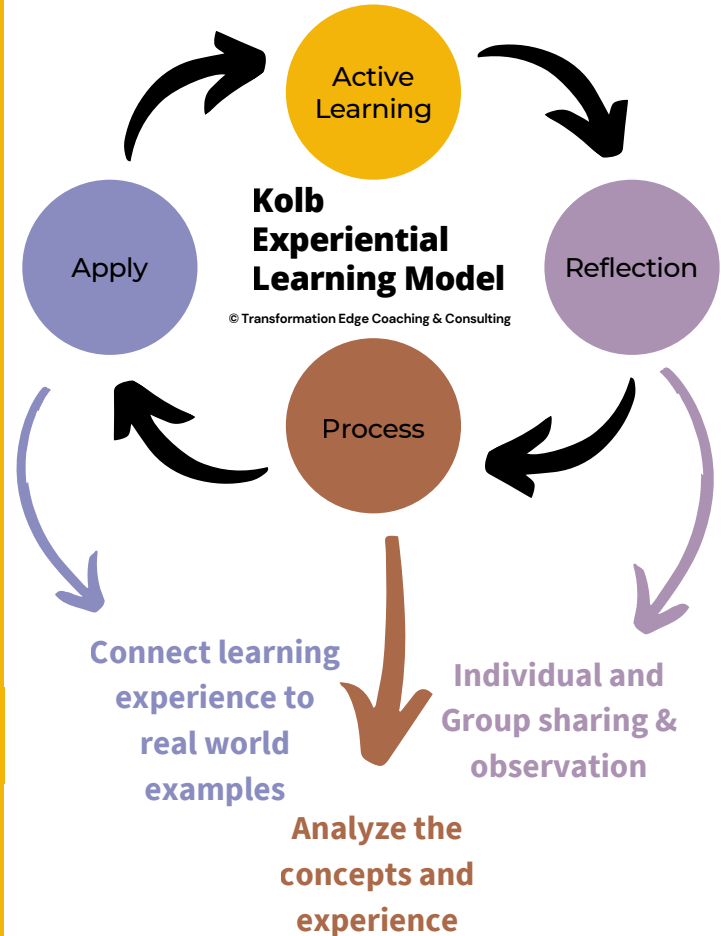 Active
Learning
Kolb
Experiential
Learning Model
© Transformation Edge Coaching & Consulting
Apply
Reflection
Process
Connect learning
experience to
real world
examples
Individual and
Group sharing &
observation
Analyze the
concepts and
experience